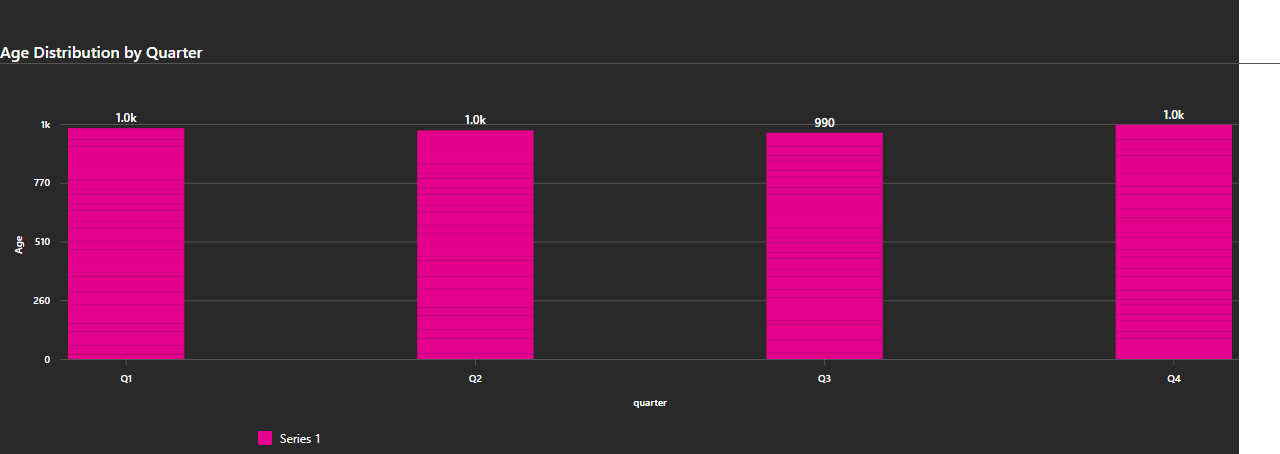 Age Distribution by Quarter
1.0k
1.0k
990
1.0k
1k
770
510
260
0
Age
Q1
Q2
Q3
Q4
quarter
Series 1